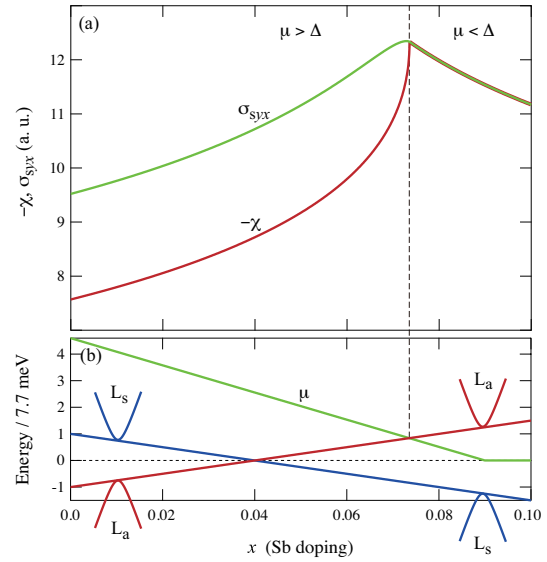 (a)
μ > Δ
μ < Δ
12
11
10
9
8
−χ, σsyx (a. u.)
σsyx
−χ
(b)
4
3
2
1
0
-1
Energy / 7.7 meV
Ls
La
μ
La
Ls
0.0
0.02
0.04
0.06
0.08
0.10
x (Sb doping)